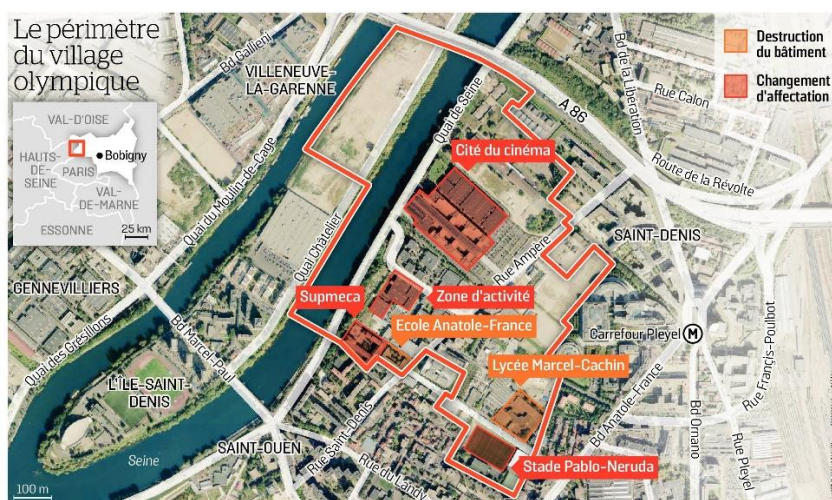 Le périmètre
du village
olympique
VAL-D'OISE
HAUTS-
DE-
SEINE
PARIS
Bobigny
VAL-
DE-MARNE
ESSONNE
25 km
Destruction
du bâtiment
Changement
d'affectation
Bd Gallieni
VILLENEUVE-
LA-GARENNE
Quai de Seine
A 86
Bd de la Libération
Rue Calon
Route de la Révolte
Cité du cinéma
Quai du Moulin-de-Cage
Quai Châtelier
Rue Ampère
SAINT-DENIS
GENNEVILLIERS
Supmeca
Zone d'activité
Ecole Anatole-France
Carrefour Pleyel
M
Lycée Marcel-Cachin
Quai des Grésillons
Bd Marcel-Paul
L'ÎLE-SAINT-
DENIS
Rue Francis-Poulbot
Bd Anatole-France
Bd Ornano
Rue Pleyel
Rue Saint-Denis
SAINT-OUEN
Seine
Rue du Landy
Stade Pablo-Neruda
100 m